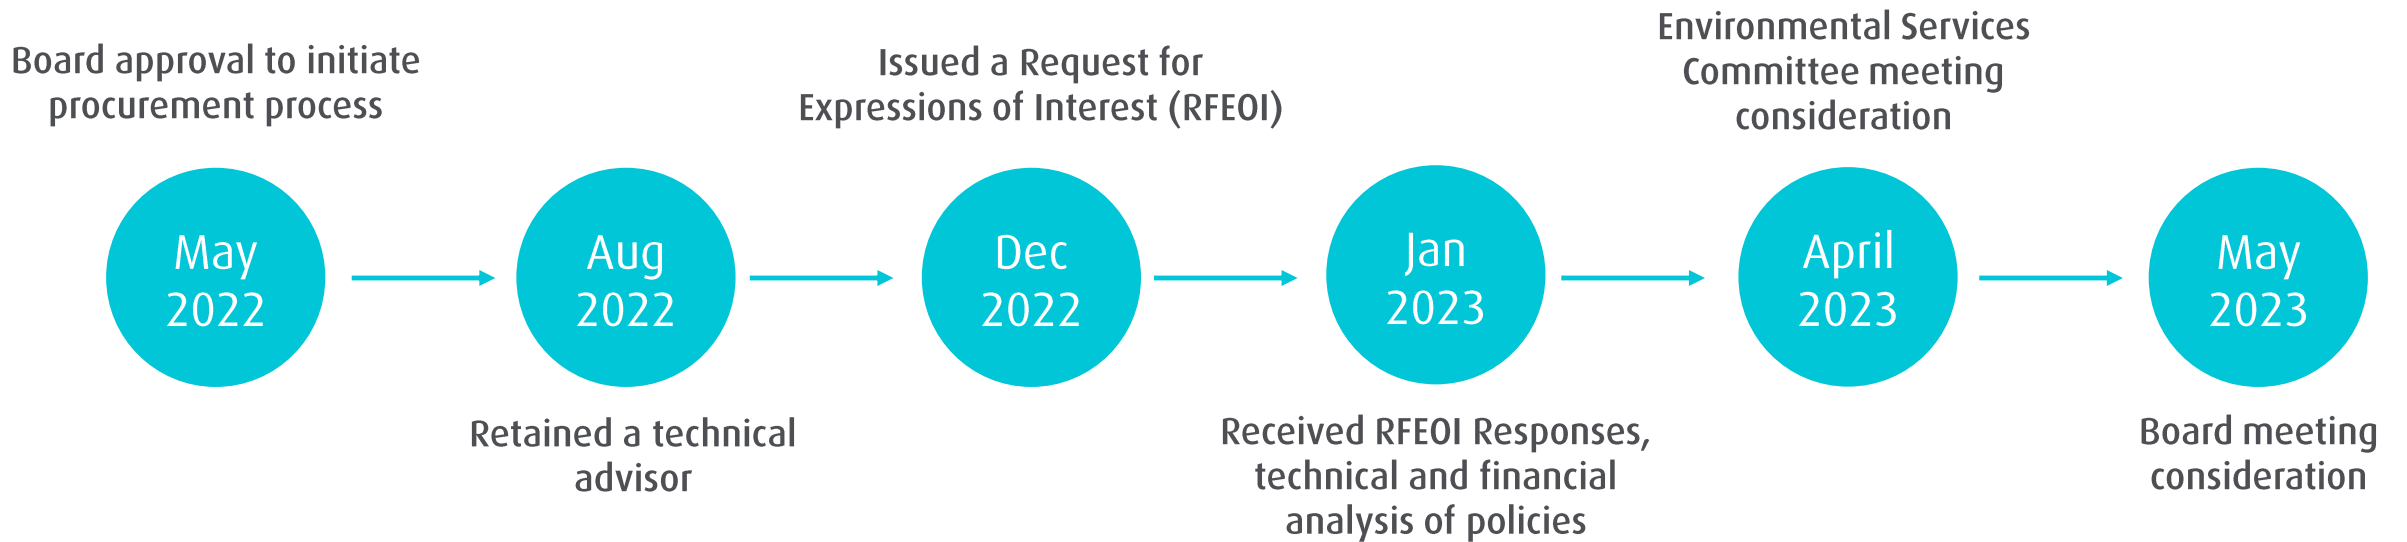 Board approval to initiate
procurement process
May
2022
Aug
2022
Retained a technical
advisor
Issued a Request for
Expressions of Interest (RFEOI)
Dec
2022
Jan
2023
Received RFEOI Responses,
technical and financial
analysis of policies
Environmental Services
Committee meeting
consideration
April
2023
May
2023
Board meeting
consideration